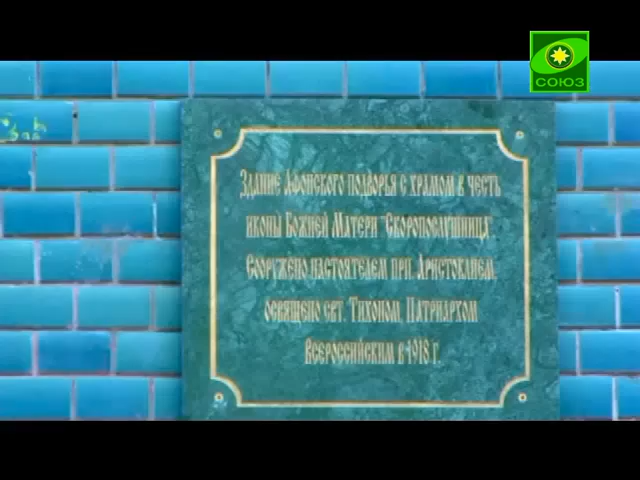 СОЮЗ
Здание Афонского подворья с храмом в честь
иконы Божией Матери "Скоропослушница".
Сооружено настоятелем прп. Аристоклием,
освящено свт. Тихоном, Патриархом
Всероссийским в 1918 г.